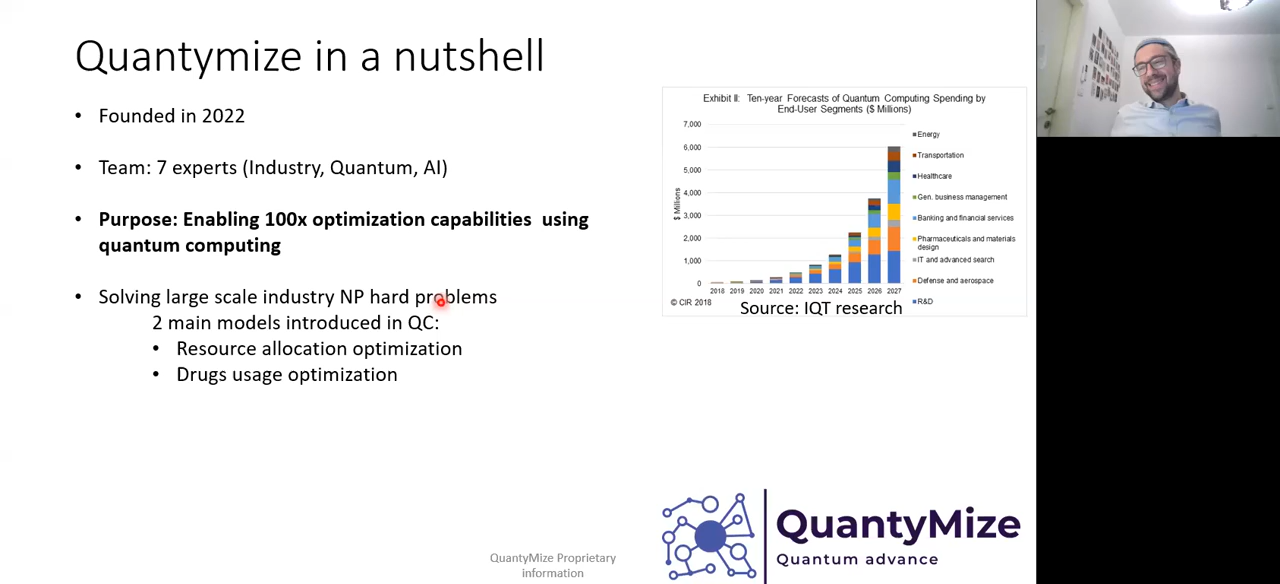 Quantymize in a nutshell
• Founded in 2022
• Team: 7 experts (Industry, Quantum, AI)
• Purpose: Enabling 100x optimization capabilities using
quantum computing
• Solving large scale industry NP hard problems
2 main models introduced in QC:
• Resource allocation optimization
• Drugs usage optimization
Exhibit II: Ten-year Forecasts of Quantum Computing Spending by
End-User Segments ($ Millions)
$ Millions
7,000
6,000
5,000
4,000
3,000
2,000
1,000
0
2018 2019 2020 2021 2022 2023 2024 2025 2026 2027
Energy
Transportation
Healthcare
Gen. business management
Banking and financial services
Pharmaceuticals and materials
design
IT and advanced search
Defense and aerospace
R&D
© CIR 2018
Source: IQT research
QuantyMize Proprietary
information
QuantyMize
Quantum advance